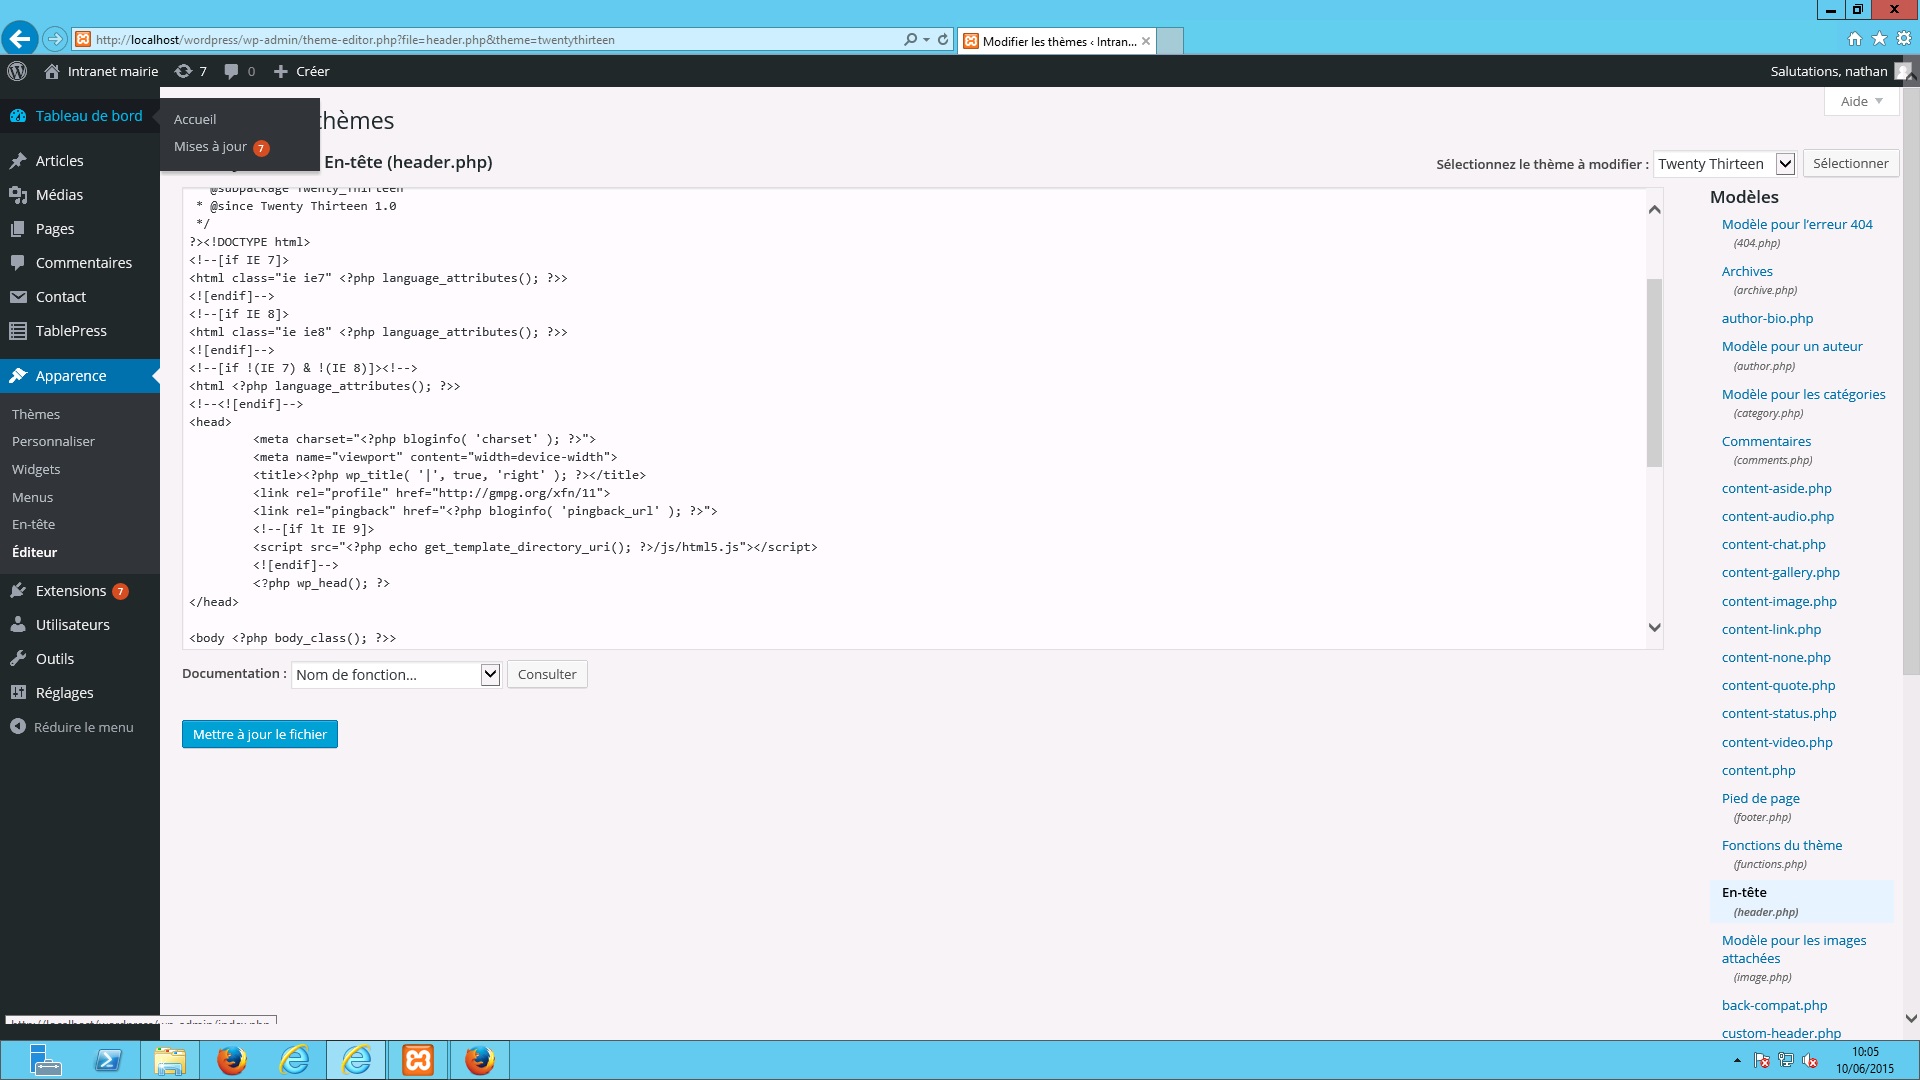 http://localhost/wordpress/wp-admin/theme-editor.php?file=header.php&theme=twentythirteen
Modifier les thèmes ‹ Intran...
Intranet mairie
7
0
Créer
Salutations, nathan
Tableau de bord
Articles
Médias
Pages
Commentaires
Contact
TablePress
Apparence
Thèmes
Personnaliser
Widgets
Menus
En-tête
Éditeur
Extensions 7
Utilisateurs
Outils
Réglages
Réduire le menu
Accueil
Mises à jour 7
Aide
hèmes
En-tête (header.php)
Sélectionnez le thème à modifier :
Twenty Thirteen
Sélectionner
@subpackage Twenty_Thirteen
* @since Twenty Thirteen 1.0
*/
?><!DOCTYPE html>
<!--[if IE 7]>
<html class="ie ie7" <?php language_attributes(); ?>>
<![endif]-->
<!--[if IE 8]>
<html class="ie ie8" <?php language_attributes(); ?>>
<![endif]-->
<!--[if !(IE 7) & !(IE 8)]><!-->
<html <?php language_attributes(); ?>>
<!--<![endif]-->
<head>
<meta charset="<?php bloginfo( 'charset' ); ?>">
<meta name="viewport" content="width=device-width">
<title><?php wp_title( '|', true, 'right' ); ?></title>
<link rel="profile" href="http://gmpg.org/xfn/11">
<link rel="pingback" href="<?php bloginfo( 'pingback_url' ); ?>">
<!--[if lt IE 9]>
<script src="<?php echo get_template_directory_uri(); ?>/js/html5.js"></script>
<![endif]-->
<?php wp_head(); ?>
</head>
<body <?php body_class(); ?>>
Documentation :
Nom de fonction...
Consulter
Mettre à jour le fichier
Modèles
Modèle pour l’erreur 404
(404.php)
Archives
(archive.php)
author-bio.php
Modèle pour un auteur
(author.php)
Modèle pour les catégories
(category.php)
Commentaires
(comments.php)
content-aside.php
content-audio.php
content-chat.php
content-gallery.php
content-image.php
content-link.php
content-none.php
content-quote.php
content-status.php
content-video.php
content.php
Pied de page
(footer.php)
Fonctions du thème
(functions.php)
En-tête
(header.php)
Modèle pour les images
attachées
(image.php)
back-compat.php
custom-header.php
http://localhost/wordpress/wp-admin/index.php
10:05
10/06/2015